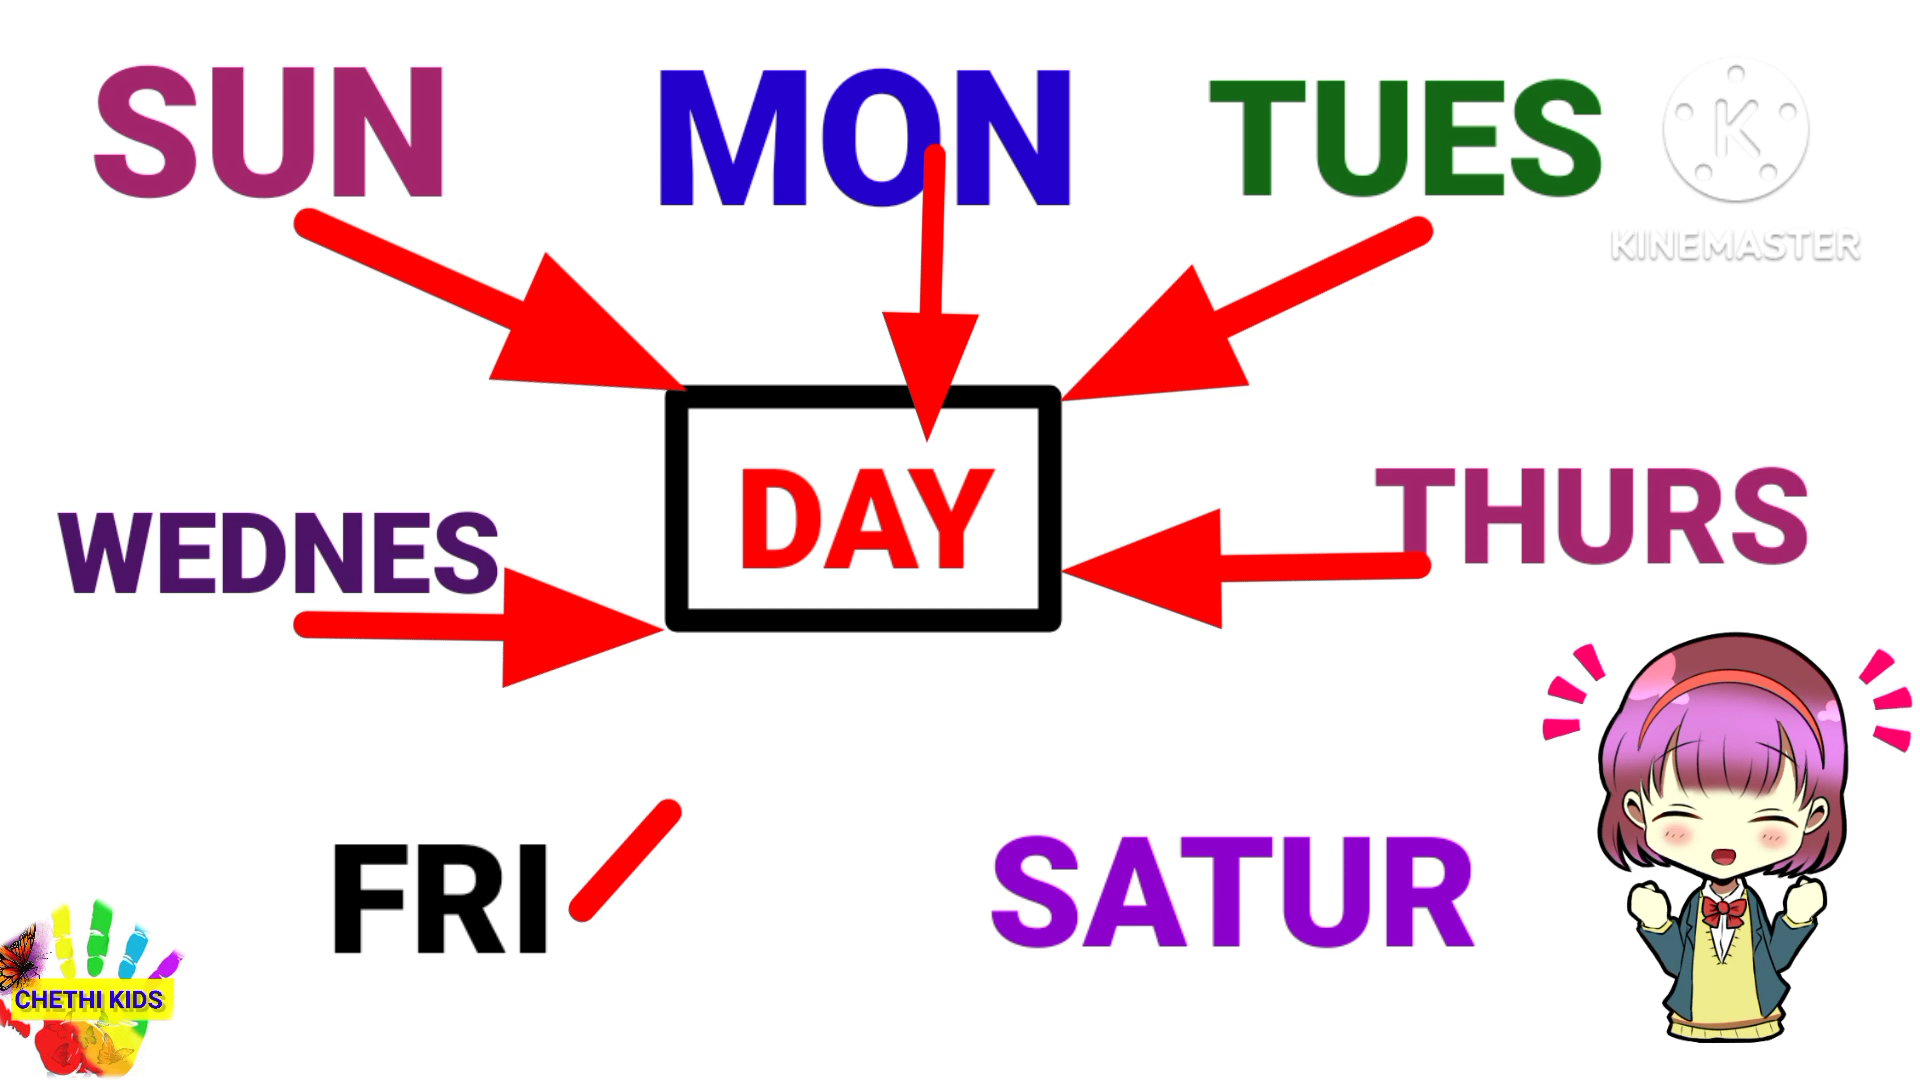 SUN MON TUES
K
KINEMASTER
DAY
WEDNES THURS
FRI SATUR
CHETHI KIDS